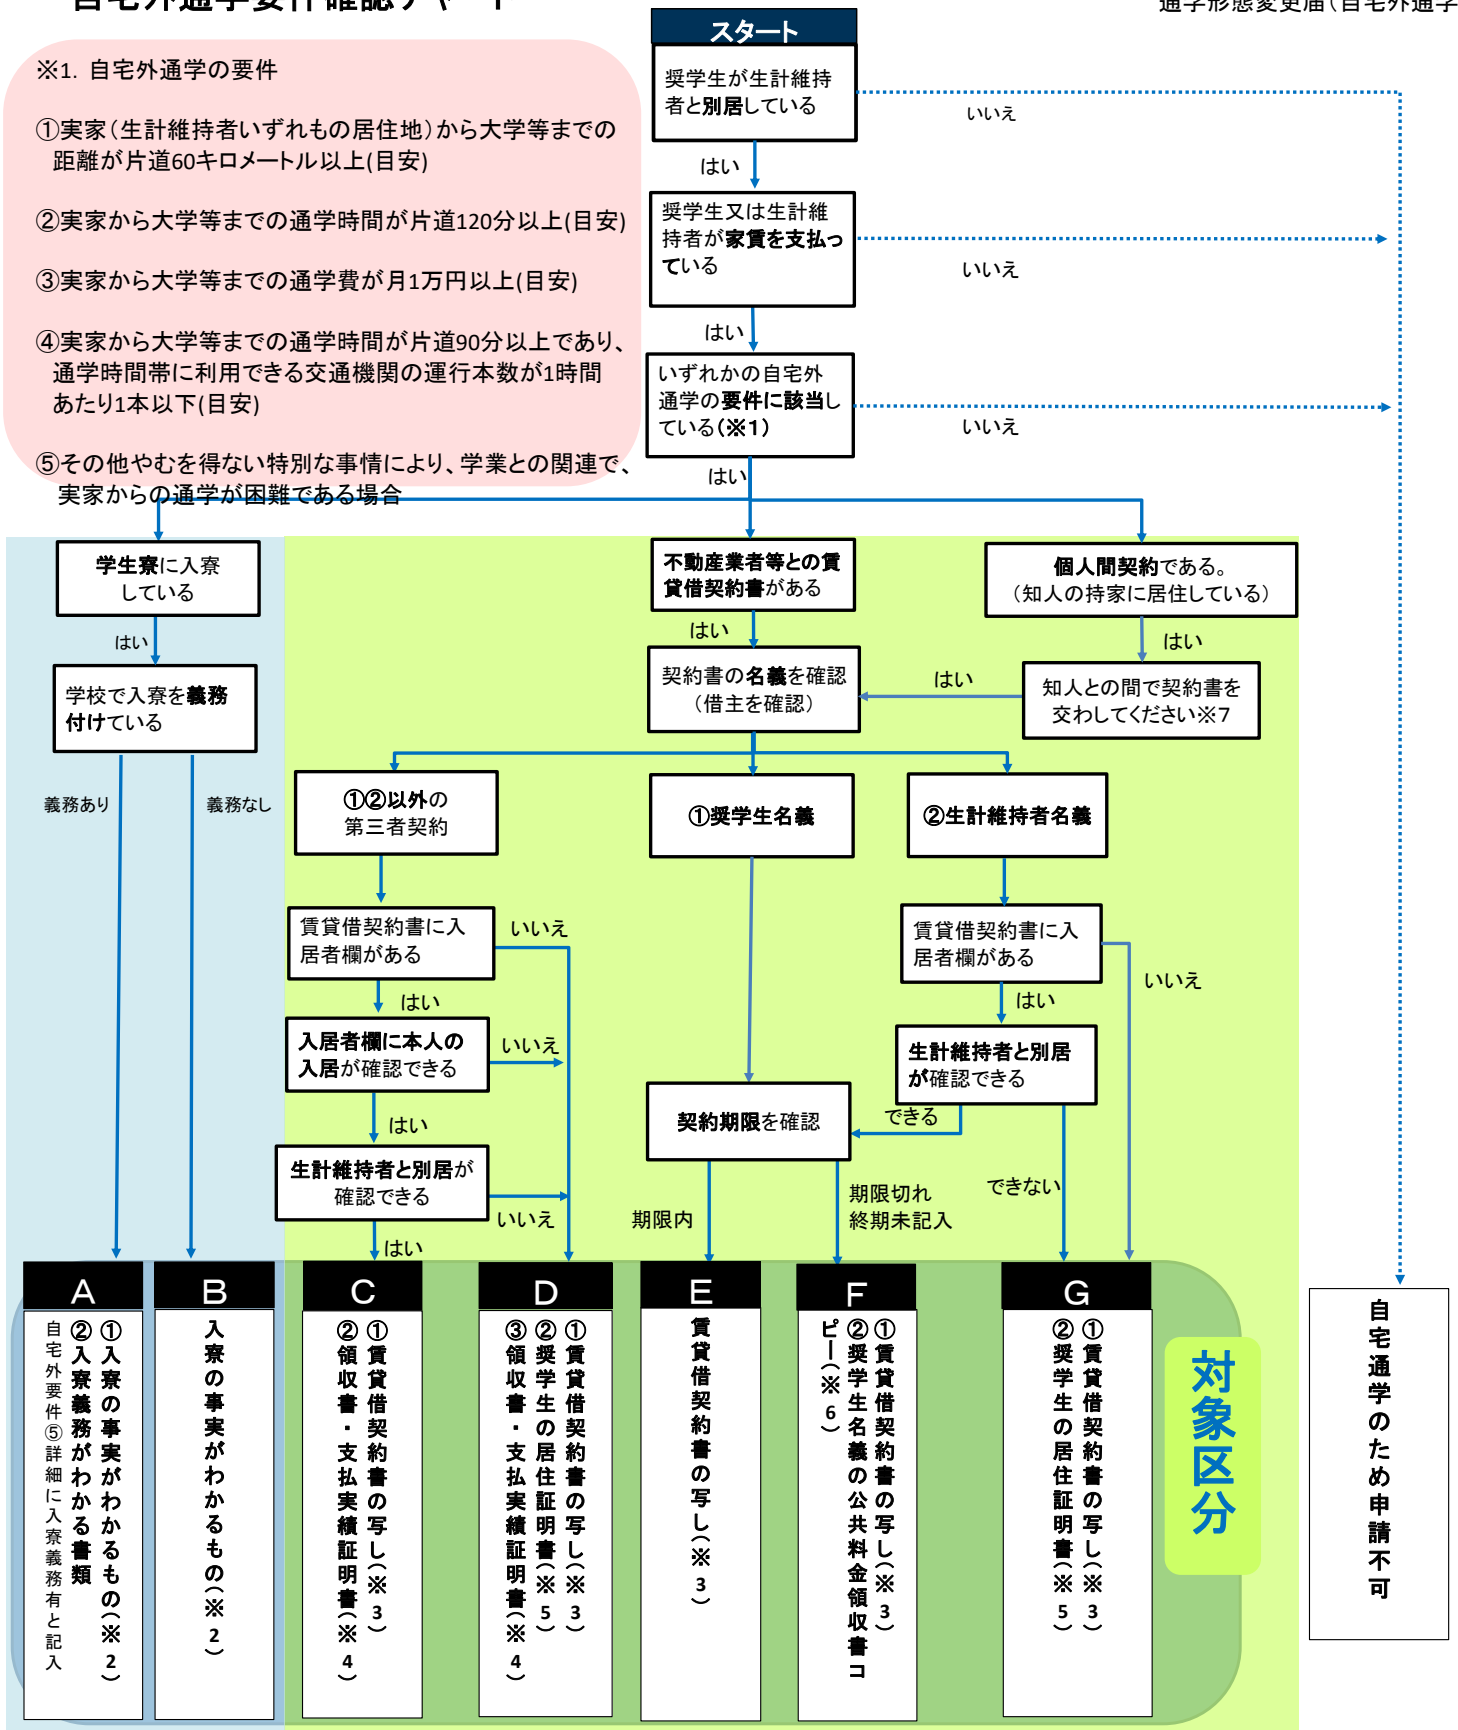 自宅外通学要件確認チャート
通学形態変更届（自宅外通学
※1. 自宅外通学の要件
①実家（生計維持者いずれもの居住地）から大学等までの
距離が片道60キロメートル以上(目安)
②実家から大学等までの通学時間が片道120分以上(目安)
③実家から大学等までの通学費が月1万円以上(目安)
④実家から大学等までの通学時間が片道90分以上であり、
通学時間帯に利用できる交通機関の運行本数が1時間
あたり1本以下(目安)
⑤その他やむを得ない特別な事情により、学業との関連で、
実家からの通学が困難である場合
スタート
奨学生が生計維持
者と別居している
いいえ
はい
奨学生又は生計維
持者が家賃を支払っ
ている
いいえ
はい
いずれかの自宅外
通学の要件に該当し
ている(※1)
いいえ
はい
学生寮に入寮
している
はい
学校で入寮を義務
付けている
義務あり
義務なし
不動産業者等との賃
貸借契約書がある
はい
契約書の名義を確認
（借主を確認）
個人間契約である。
（知人の持家に居住している）
はい
知人との間で契約書を
交わしてください※7
はい
①②以外の
第三者契約
①奨学生名義
②生計維持者名義
賃貸借契約書に入
居者欄がある
いいえ
はい
入居者欄に本人の
入居が確認できる
いいえ
はい
生計維持者と別居が
確認できる
いいえ
はい
賃貸借契約書に入
居者欄がある
いいえ
はい
生計維持者と別居
が確認できる
できる
できない
契約期限を確認
期限内
期限切れ
終期未記入
A
①入寮の事実がわかるもの(※2)
②入寮義務がわかる書類
自宅外要件⑤詳細に入寮義務有と記入
B
入寮の事実がわかるもの(※2)
C
①賃貸借契約書の写し(※3)
②領収書・支払実績証明書(※4)
D
①賃貸借契約書の写し(※3)
②奨学生の居住証明書(※5)
③領収書・支払実績証明書(※4)
E
賃貸借契約書の写し(※3)
F
①賃貸借契約書の写し(※3)
②奨学生名義の公共料金領収書コ
ピー(※6)
G
①賃貸借契約書の写し(※3)
②奨学生の居住証明書(※5)
対象区分
自宅通学のため申請不可